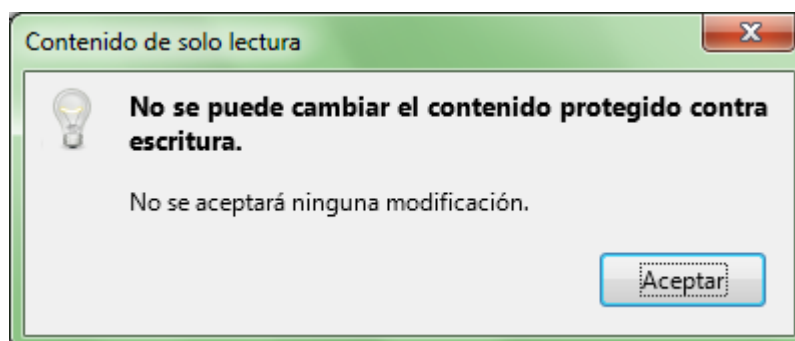 Contenido de solo lectura
No se puede cambiar el contenido protegido contra
escritura.
No se aceptará ninguna modificación.
Aceptar